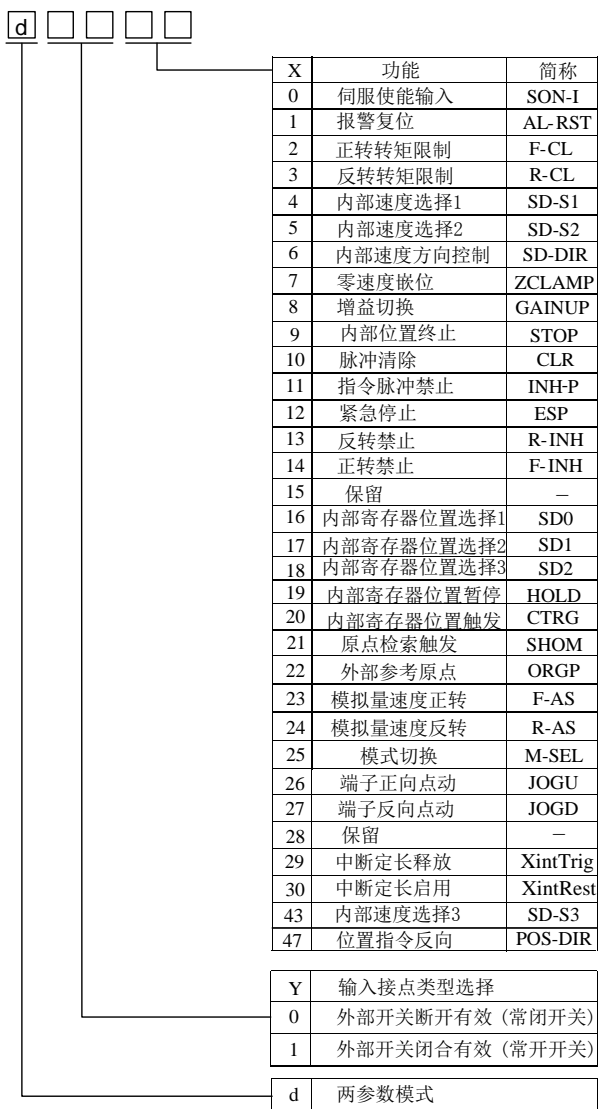 d
X 功能 简称
0 伺服使能输入 SON-I
1 报警复位 AL-RST
2 正转转矩限制 F-CL
3 反转转矩限制 R-CL
4 内部速度选择1 SD-S1
5 内部速度选择2 SD-S2
6 内部速度方向控制 SD-DIR
7 零速度嵌位 ZCLAMP
8 增益切换 GAINUP
9 内部位置终止 STOP
10 脉冲清除 CLR
11 指令脉冲禁止 INH-P
12 紧急停止 ESP
13 反转禁止 R-INH
14 正转禁止 F-INH
15 保留 –
16 内部寄存器位置选择1 SD0
17 内部寄存器位置选择2 SD1
18 内部寄存器位置选择3 SD2
19 内部寄存器位置暂停 HOLD
20 内部寄存器位置触发 CTRG
21 原点检索触发 SHOM
22 外部参考原点 ORGP
23 模拟量速度正转 F-AS
24 模拟量速度反转 R-AS
25 模式切换 M-SEL
26 端子正向点动 JOGU
27 端子反向点动 JOGD
28 保留 –
29 中断定长释放 XintTrig
30 中断定长启用 XintRest
43 内部速度选择3 SD-S3
47 位置指令反向 POS-DIR
Y 输入接点类型选择
0 外部开关断开有效（常闭开关）
1 外部开关闭合有效（常开开关）
d 两参数模式